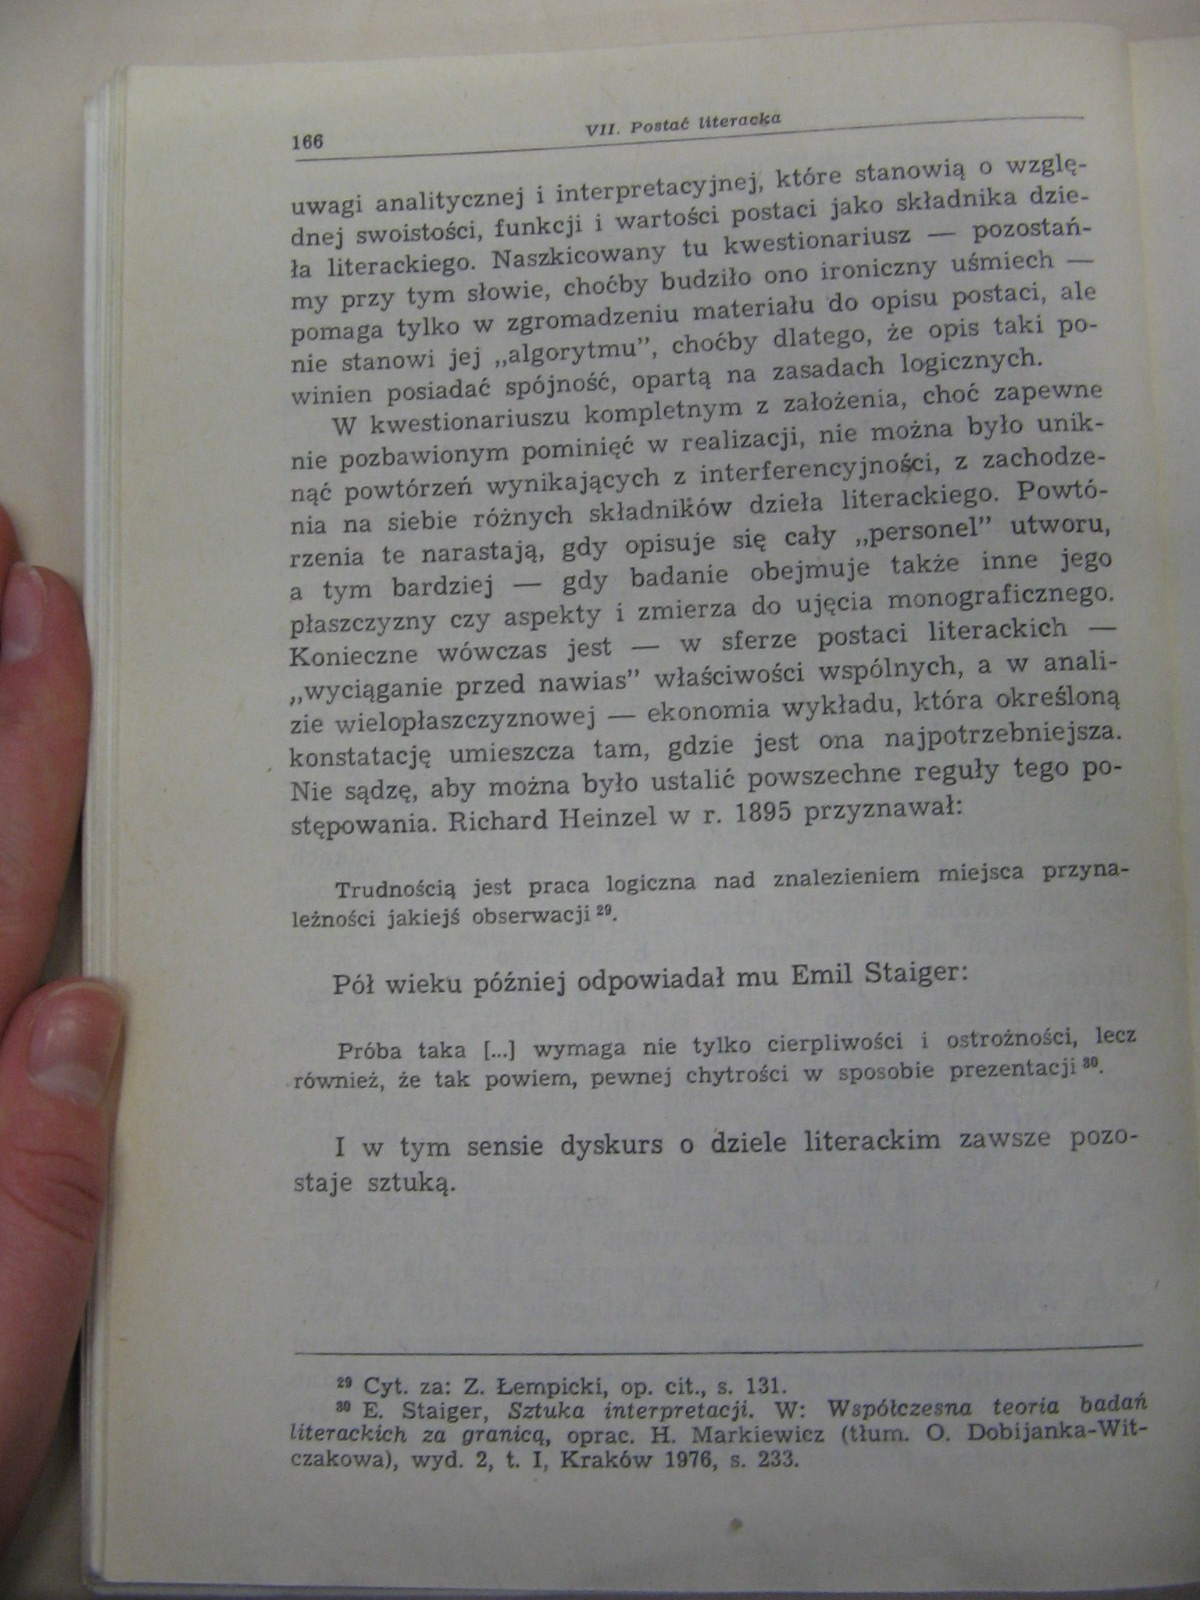 166
VII. Postać literacka
uwagi analitycznej i interpretacyjnej, które stanowią o wzglę-
dnej swoistości, funkcji i wartości postaci jako składnika dzie-
ła literackiego. Naszkicowany tu kwestionariusz — pozostań-
my przy tym słowie, choćby budziło ono ironiczny uśmiech —
pomaga tylko w zgromadzeniu materiału do opisu postaci, ale
nie stanowi jej „algorytmu”, choćby dlatego, że opis taki po-
winien posiadać spójność, opartą na zasadach logicznych.
W kwestionariuszu kompletnym z założenia, choć zapewne
nie pozbawionym pominięć w realizacji, nie można było unik-
nąć powtórzeń wynikających z interferencyjności, z zachodze-
nia na siebie różnych składników dzieła literackiego. Powtó-
rzenia te narastają, gdy opisuje się cały „personel” utworu,
a tym bardziej — gdy badanie obejmuje także inne jego
płaszczyzny czy aspekty i zmierza do ujęcia monograficznego.
Konieczne wówczas jest — w sferze postaci literackich —
„wyciąganie przed nawias” właściwości wspólnych, a w anali-
zie wielopłaszczyznowej — ekonomia wykładu, która określoną
konstatację umieszcza tam, gdzie jest ona najpotrzebniejsza.
Nie sądzę, aby można było ustalić powszechne reguły tego po-
stępowania. Richard Heinzel w r. 1895 przyznawał:
Trudnością jest praca logiczna nad znalezieniem miejsca przyna-
leżności jakiejś obserwacji ²⁹.
Pół wieku później odpowiadał mu Emil Staiger:
Próba taka [...] wymaga nie tylko cierpliwości i ostrożności, lecz
również, że tak powiem, pewnej chytrości w sposobie prezentacji ³⁰.
I w tym sensie dyskurs o dziele literackim zawsze pozo-
staje sztuką.
²⁹ Cyt. za: Z. Łempicki, op. cit., s. 131.
³⁰ E. Staiger, Sztuka interpretacji. W: Współczesna teoria badań
literackich za granicą, oprac. H. Markiewicz (tłum. O. Dobijanka-Wit-
czakowa), wyd. 2, t. I, Kraków 1976, s. 233.